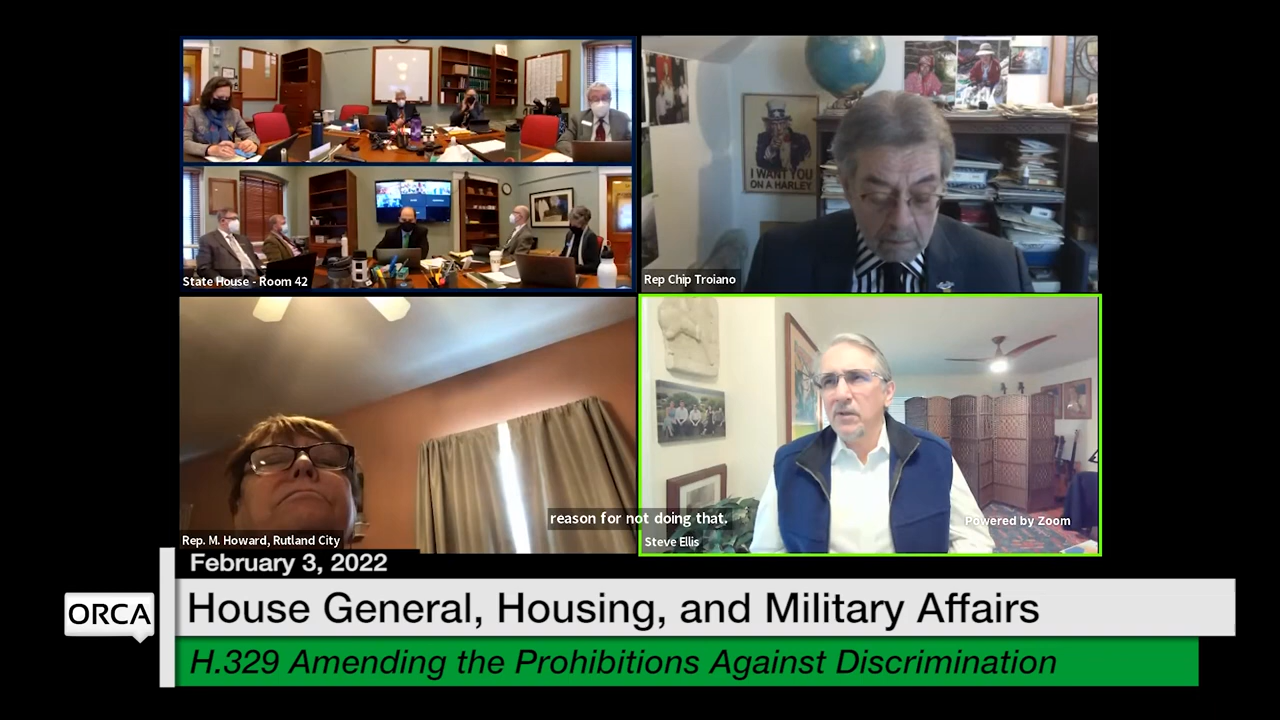 I WANT YOU
ON A HARLEY
State House - Room 42
Rep Chip Troiano
reason for not doing that.
Powered by Zoom
Rep. M. Howard, Rutland City
Steve Ellis
February 3, 2022
ORCA
House General, Housing, and Military Affairs
H.329 Amending the Prohibitions Against Discrimination